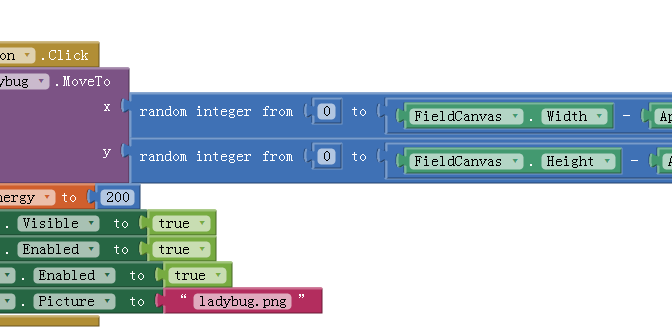 on .Click
ybug .MoveTo
x random integer from 0 to FieldCanvas . Width - Ap
y random integer from 0 to FieldCanvas . Height -
nergy to 200
. Visible to true
. Enabled to true
. Enabled to true
. Picture to “ ladybug.png ”